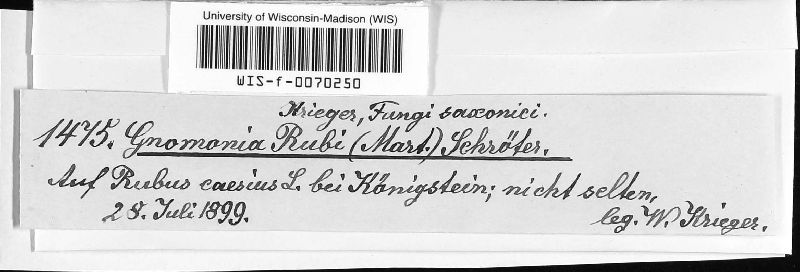 University of Wisconsin-Madison (WIS)
WIS-f-0070250
Krieger, Fungi saxonici.
1475. Gnomonia Rubi (Mart.) Schröter.
Auf Rubus caesius L. bei Königstein; nicht selten,
28. Juli 1899.
leg. W. Krieger.